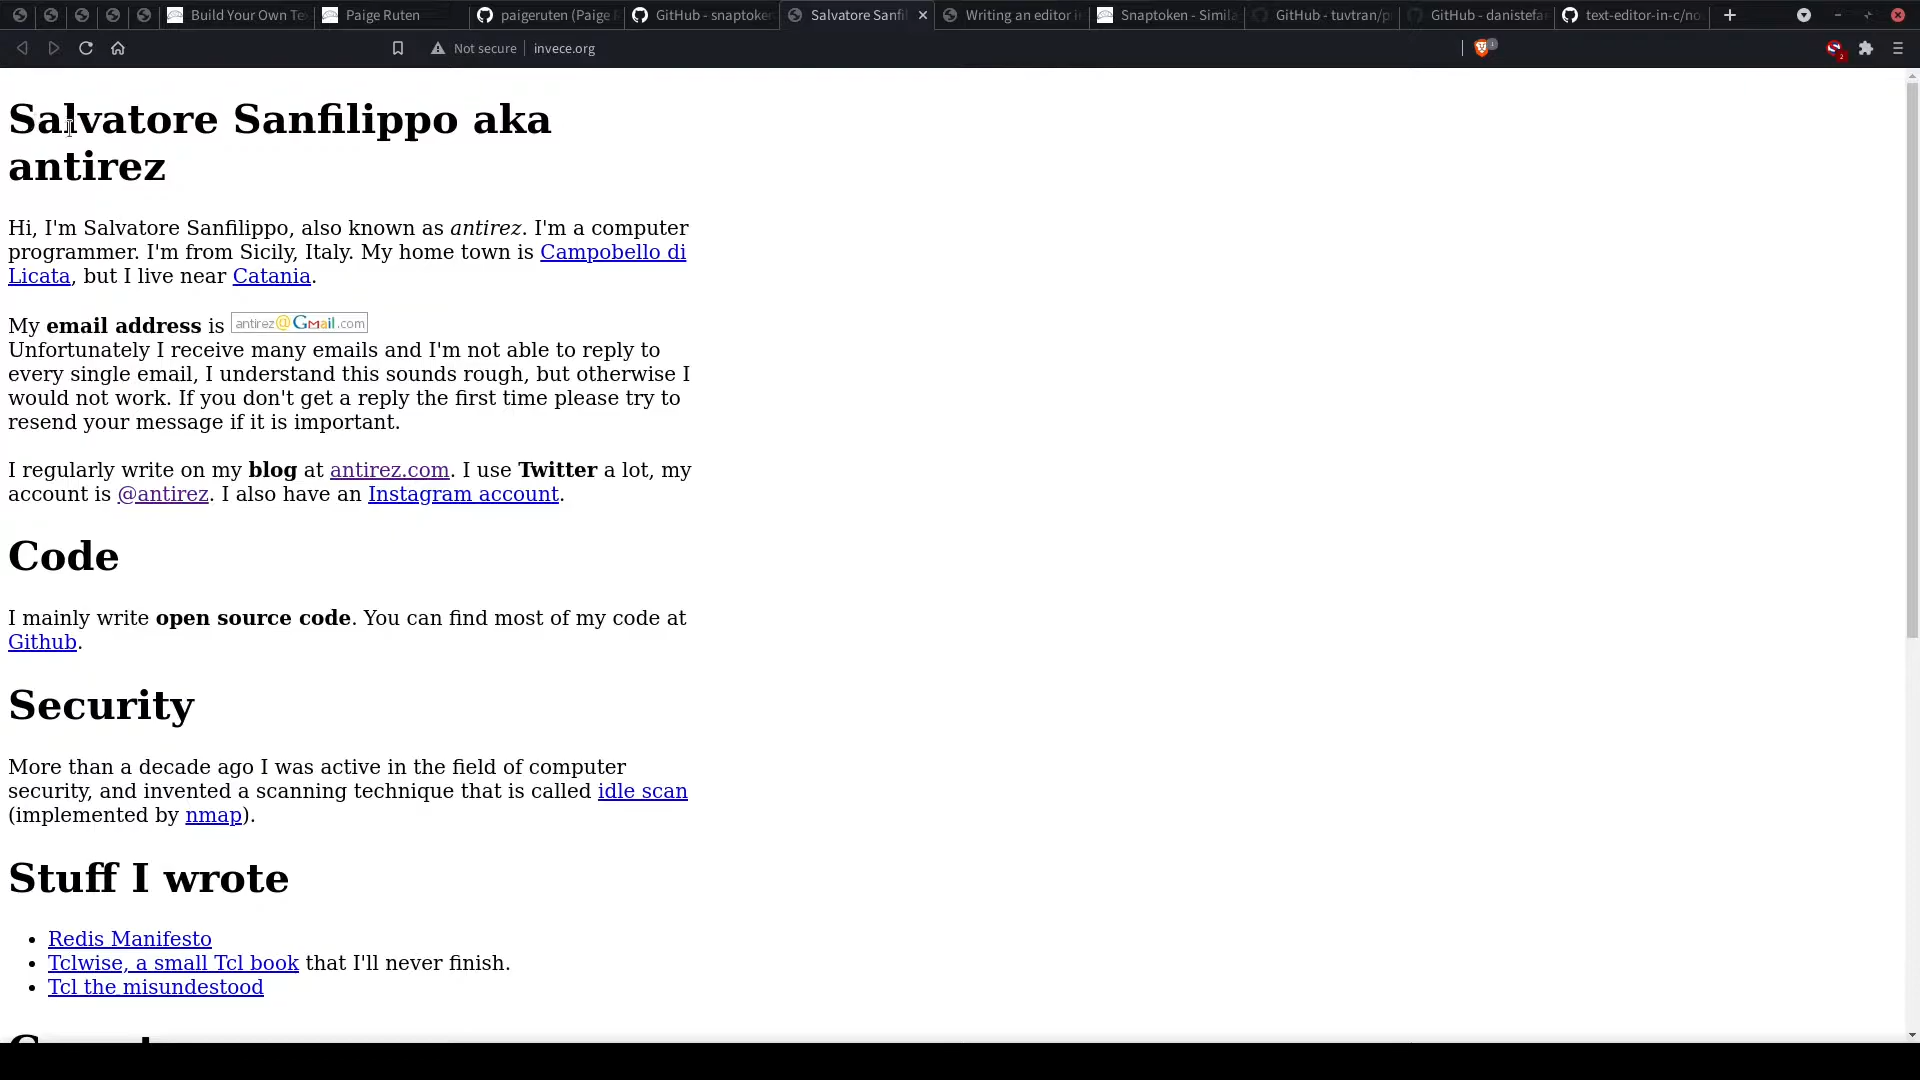 Build Your Own Te
Paige Ruten
paigeruten (Paige
GitHub - snaptoke
Salvatore Sanfil
Writing an editor i
Snaptoken - Simila
GitHub - tuvtran/p
GitHub - danistefa
text-editor-in-c/no
Not secure
invece.org
Salvatore Sanfilippo aka
antirez
Hi, I'm Salvatore Sanfilippo, also known as antirez. I'm a computer
programmer. I'm from Sicily, Italy. My home town is Campobello di
Licata, but I live near Catania.
My email address is antirez@Gmail.com
Unfortunately I receive many emails and I'm not able to reply to
every single email, I understand this sounds rough, but otherwise I
would not work. If you don't get a reply the first time please try to
resend your message if it is important.
I regularly write on my blog at antirez.com. I use Twitter a lot, my
account is @antirez. I also have an Instagram account.
Code
I mainly write open source code. You can find most of my code at
Github.
Security
More than a decade ago I was active in the field of computer
security, and invented a scanning technique that is called idle scan
(implemented by nmap).
Stuff I wrote
• Redis Manifesto
• Tclwise, a small Tcl book that I'll never finish.
• Tcl the misundestood